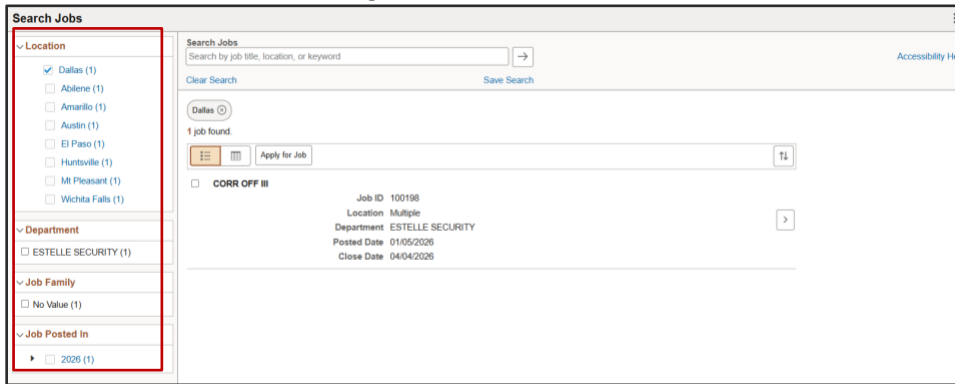 Search Jobs
Location
Dallas (1)
Abilene (1)
Amarillo (1)
Austin (1)
El Paso (1)
Huntsville (1)
Mt Pleasant (1)
Wichita Falls (1)
Department
ESTELLE SECURITY (1)
Job Family
No Value (1)
Job Posted In
2026 (1)
Search Jobs
Search by job title, location, or keyword
Accessibility He
Clear Search
Save Search
Dallas
1 job found.
Apply for Job
CORR OFF III
Job ID 100198
Location Multiple
Department ESTELLE SECURITY
Posted Date 01/05/2026
Close Date 04/04/2026